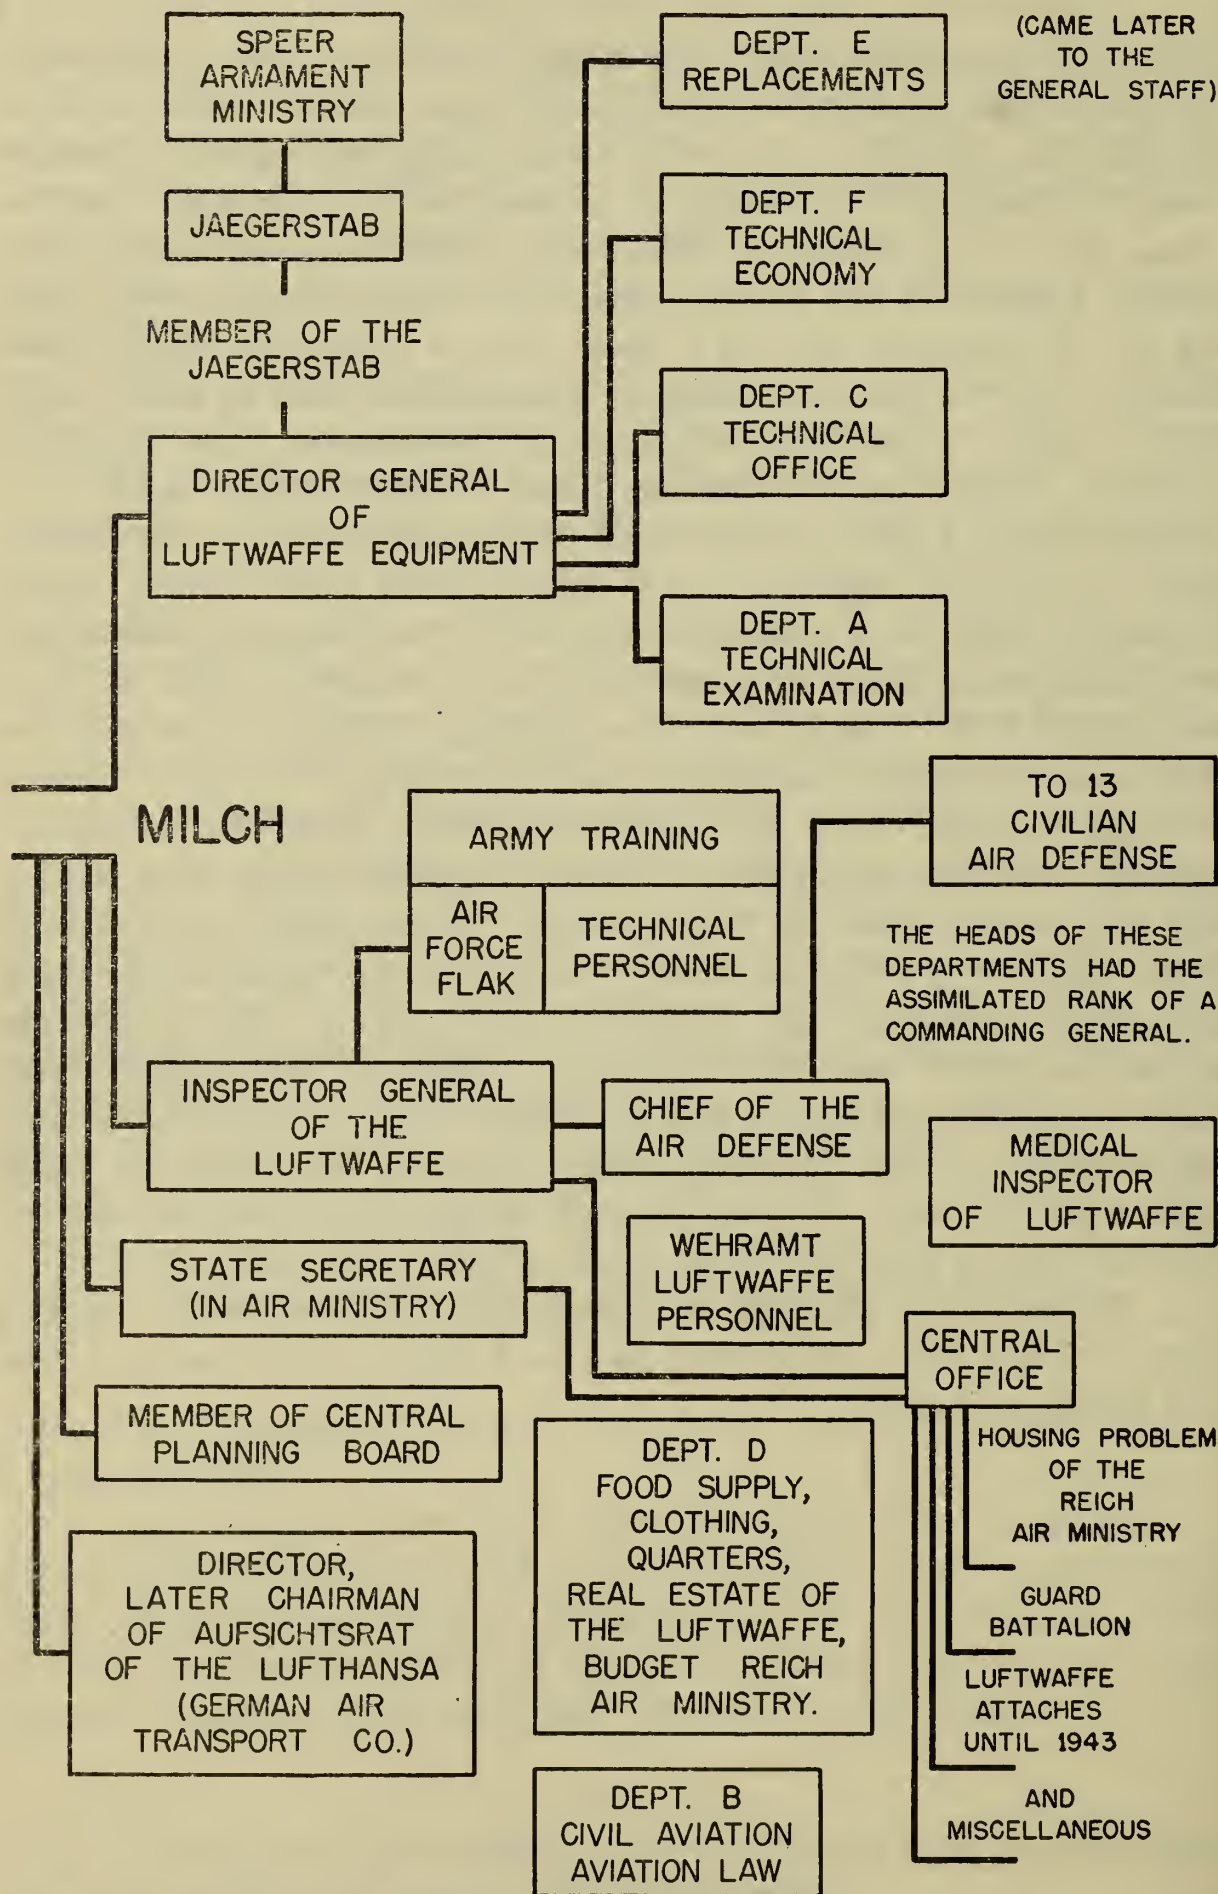 SPEER
ARMAMENT
MINISTRY
JAEGERSTAB
MEMBER OF THE
JAEGERSTAB
DIRECTOR GENERAL
OF
LUFTWAFFE EQUIPMENT
DEPT. E
REPLACEMENTS
(CAME LATER
TO THE
GENERAL STAFF)
DEPT. F
TECHNICAL
ECONOMY
DEPT. C
TECHNICAL
OFFICE
DEPT. A
TECHNICAL
EXAMINATION
MILCH
ARMY TRAINING
AIR
FORCE
FLAK
TECHNICAL
PERSONNEL
TO 13
CIVILIAN
AIR DEFENSE
THE HEADS OF THESE
DEPARTMENTS HAD THE
ASSIMILATED RANK OF A
COMMANDING GENERAL.
INSPECTOR GENERAL
OF THE
LUFTWAFFE
CHIEF OF THE
AIR DEFENSE
MEDICAL
INSPECTOR
OF LUFTWAFFE
WEHRAMT
LUFTWAFFE
PERSONNEL
STATE SECRETARY
(IN AIR MINISTRY)
CENTRAL
OFFICE
MEMBER OF CENTRAL
PLANNING BOARD
DEPT. D
FOOD SUPPLY,
CLOTHING,
QUARTERS,
REAL ESTATE OF
THE LUFTWAFFE,
BUDGET REICH
AIR MINISTRY.
HOUSING PROBLEM
OF THE
REICH
AIR MINISTRY
GUARD
BATTALION
LUFTWAFFE
ATTACHES
UNTIL 1943
AND
MISCELLANEOUS
DIRECTOR,
LATER CHAIRMAN
OF AUFSICHTSRAT
OF THE LUFTHANSA
(GERMAN AIR
TRANSPORT CO.)
DEPT. B
CIVIL AVIATION
AVIATION LAW